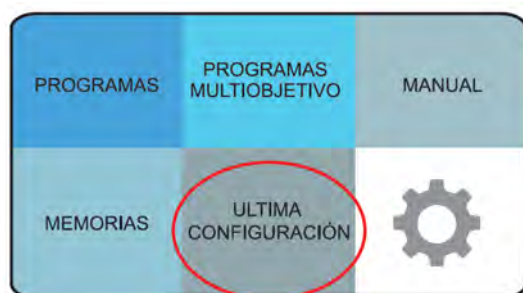 PROGRAMAS
PROGRAMAS
MULTIOBJETIVO
MANUAL
MEMORIAS
ULTIMA
CONFIGURACIÓN